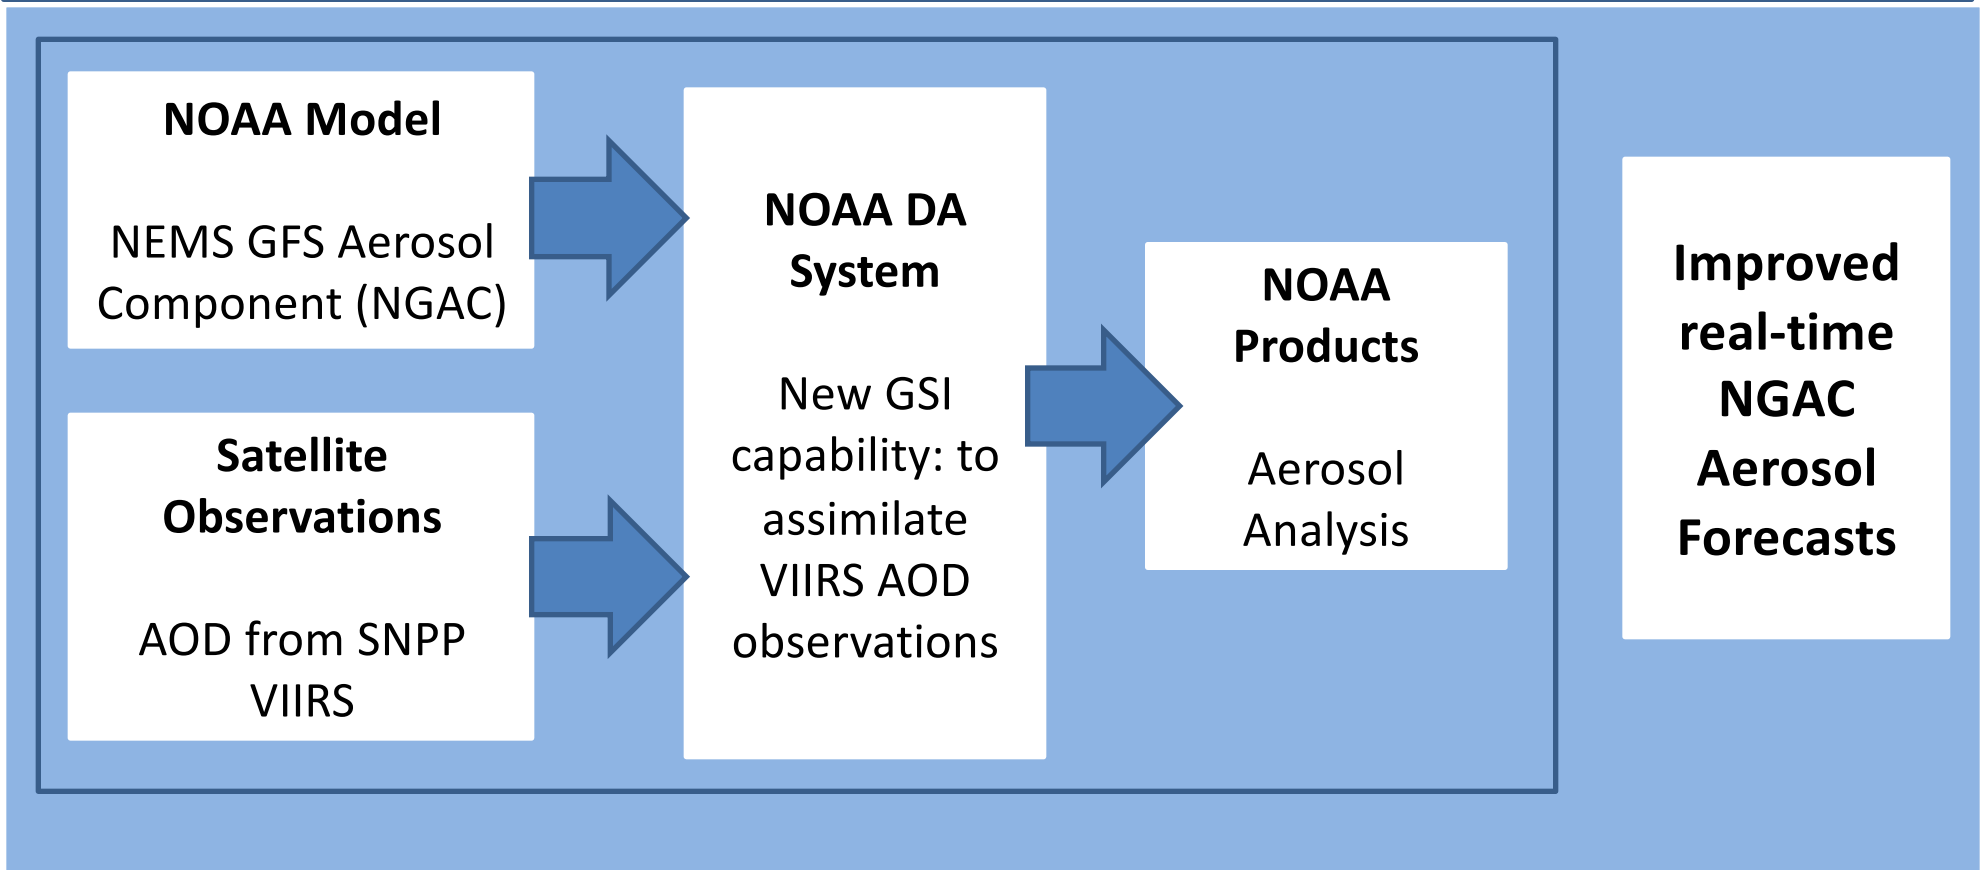 NOAA Model
NEMS GFS Aerosol
Component (NGAC)
Satellite
Observations
AOD from SNPP
VIIRS
NOAA DA
System
New GSI
capability: to
assimilate
VIIRS AOD
observations
NOAA
Products
Aerosol
Analysis
Improved
real-time
NGAC
Aerosol
Forecasts